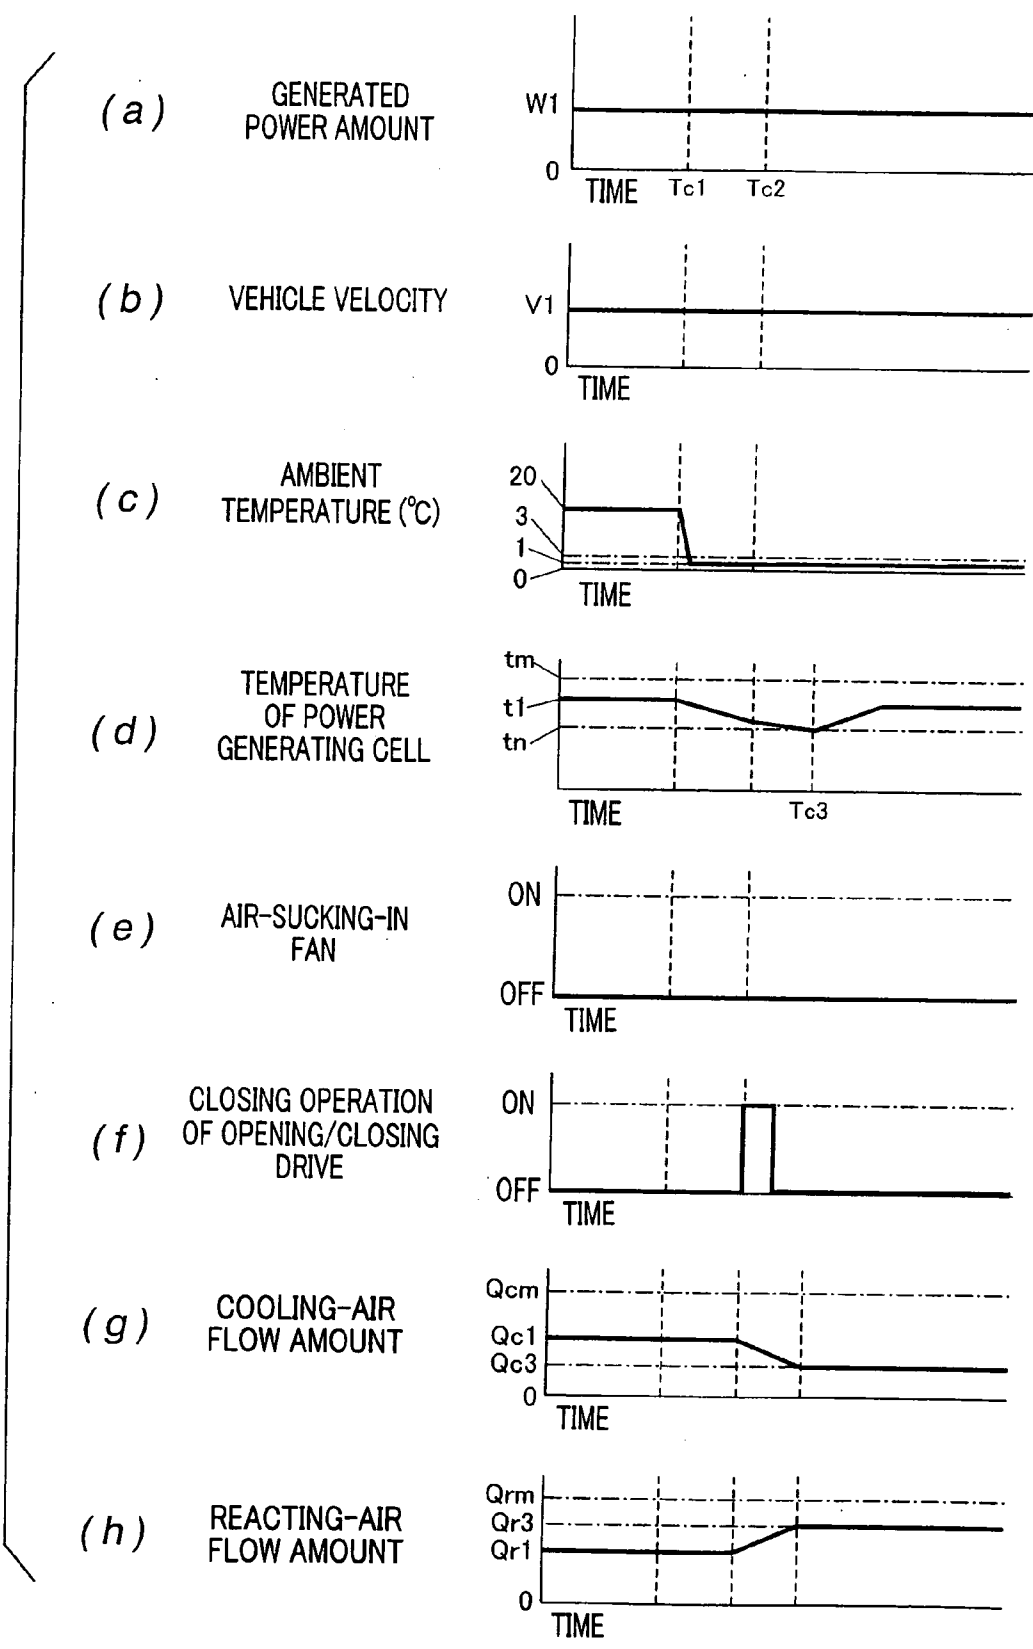 (a)
GENERATED
POWER AMOUNT
W1
0
TIME
Tc1
Tc2
(b)
VEHICLE VELOCITY
V1
0
TIME
(c)
AMBIENT
TEMPERATURE (°C)
20
3
1
0
TIME
(d)
TEMPERATURE
OF POWER
GENERATING CELL
tm
t1
tn
TIME
Tc3
(e)
AIR-SUCKING-IN
FAN
ON
OFF
TIME
(f)
CLOSING OPERATION
OF OPENING/CLOSING
DRIVE
ON
OFF
TIME
(g)
COOLING-AIR
FLOW AMOUNT
Qcm
Qc1
Qc3
0
TIME
(h)
REACTING-AIR
FLOW AMOUNT
Qrm
Qr3
Qr1
0
TIME